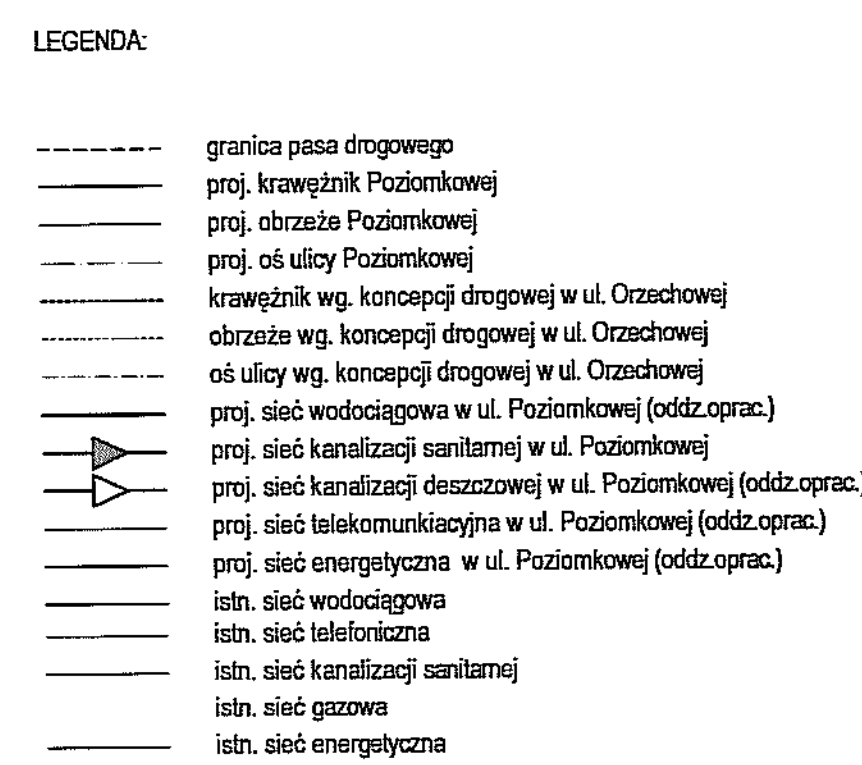 LEGENDA:
granica pasa drogowego
proj. krawężnik Poziomkowej
proj. obrzeże Poziomkowej
proj. oś ulicy Poziomkowej
krawężnik wg. koncepcji drogowej w ul. Orzechowej
obrzeże wg. koncepcji drogowej w ul. Orzechowej
oś ulicy wg. koncepcji drogowej w ul. Orzechowej
proj. sieć wodociągowa w ul. Poziomkowej (oddz.oprac.)
proj. sieć kanalizacji sanitarnej w ul. Poziomkowej
proj. sieć kanalizacji deszczowej w ul. Poziomkowej (oddz.oprac.)
proj. sieć telekomunkiacyjna w ul. Poziomkowej (oddz.oprac.)
proj. sieć energetyczna w ul. Poziomkowej (oddz.oprac.)
istn. sieć wodociągowa
istn. sieć telefoniczna
istn. sieć kanalizacji sanitarnej
istn. sieć gazowa
istn. sieć energetyczna